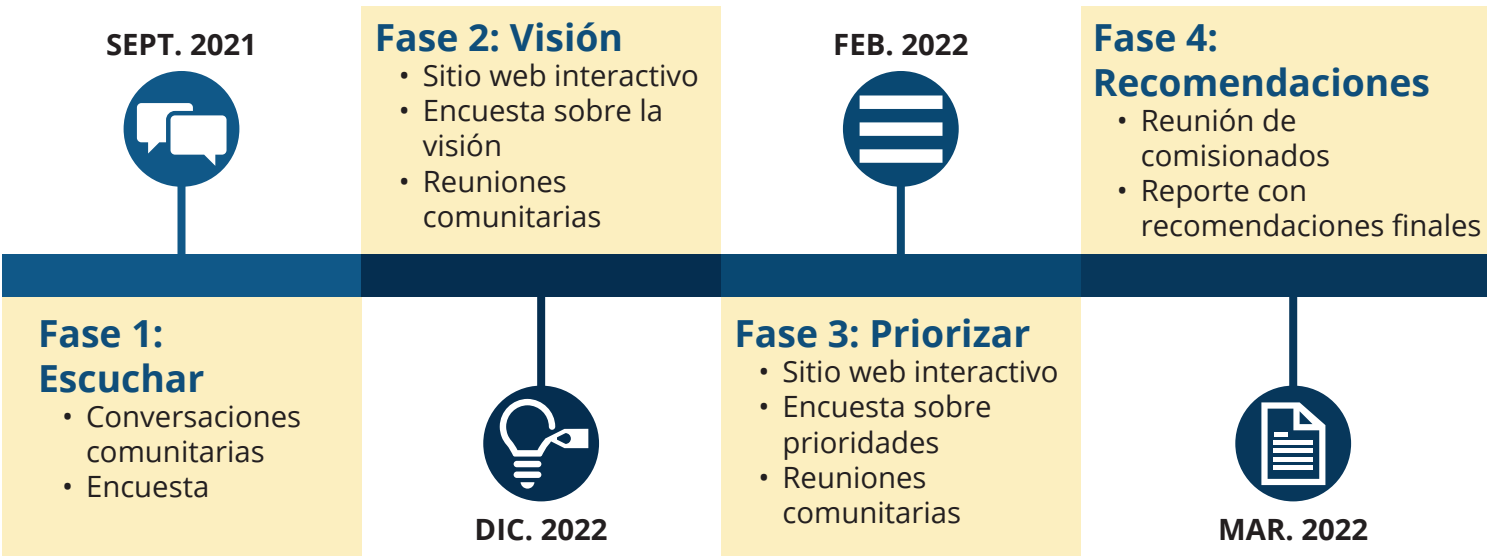 SEPT. 2021
Fase 1:
Escuchar
• Conversaciones
comunitarias
• Encuesta
Fase 2: Visión
• Sitio web interactivo
• Encuesta sobre la
visión
• Reuniones
comunitarias
DIC. 2022
FEB. 2022
Fase 3: Priorizar
• Sitio web interactivo
• Encuesta sobre
prioridades
• Reuniones
comunitarias
Fase 4:
Recomendaciones
• Reunión de
comisionados
• Reporte con
recomendaciones finales
MAR. 2022